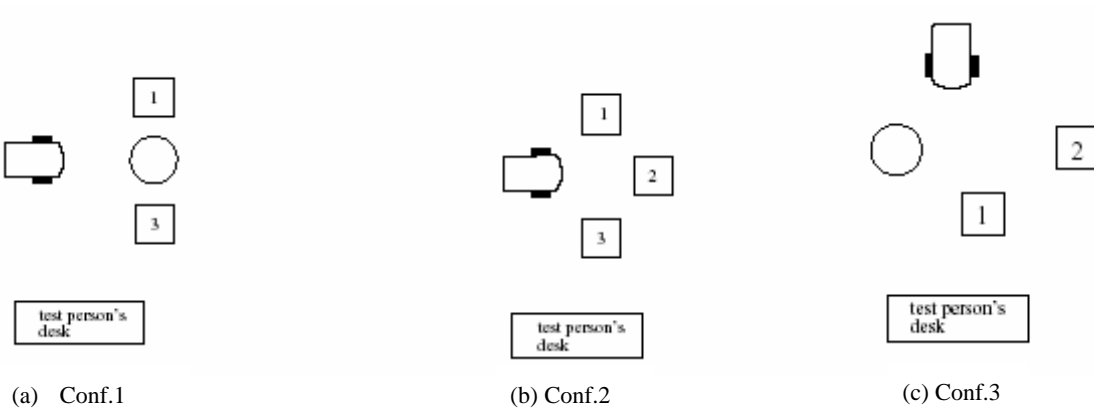 1
3
test person's
desk
(a) Conf.1
1
2
3
test person's
desk
(b) Conf.2
2
1
test person's
desk
(c) Conf.3